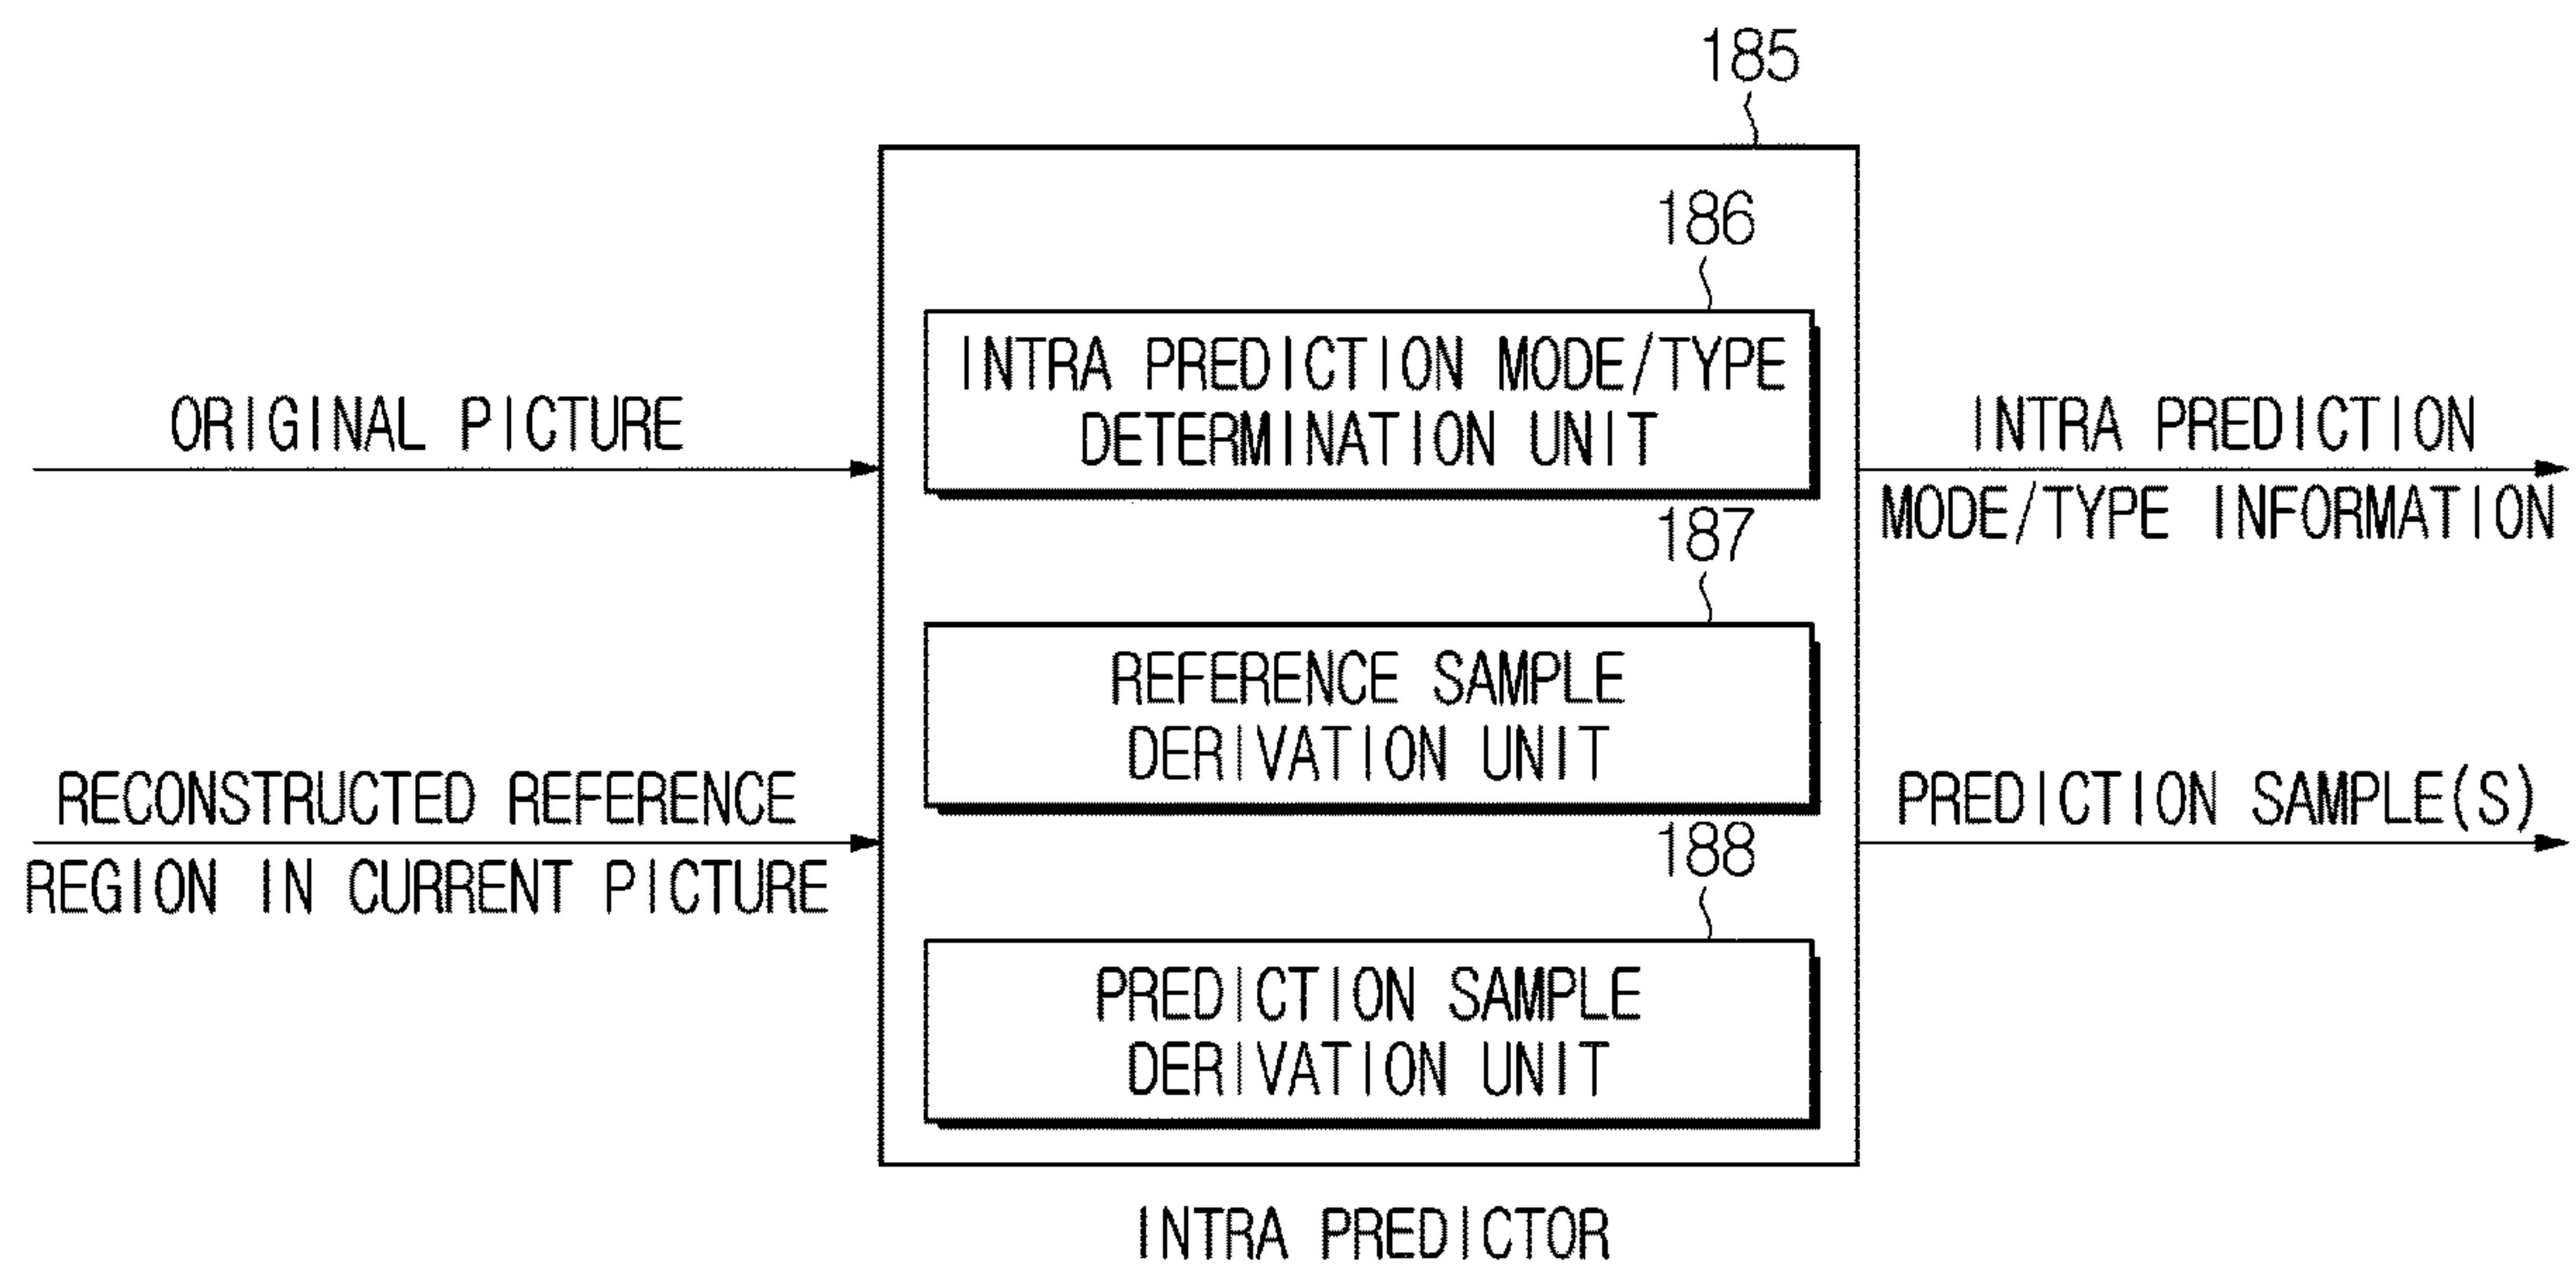 185
186
INTRA PREDICTION MODE/TYPE
DETERMINATION UNIT
ORIGINAL PICTURE
INTRA PREDICTION
MODE/TYPE INFORMATION
187
REFERENCE SAMPLE
DERIVATION UNIT
RECONSTRUCTED REFERENCE
REGION IN CURRENT PICTURE
PREDICTION SAMPLE(S)
188
PREDICTION SAMPLE
DERIVATION UNIT
INTRA PREDICTOR